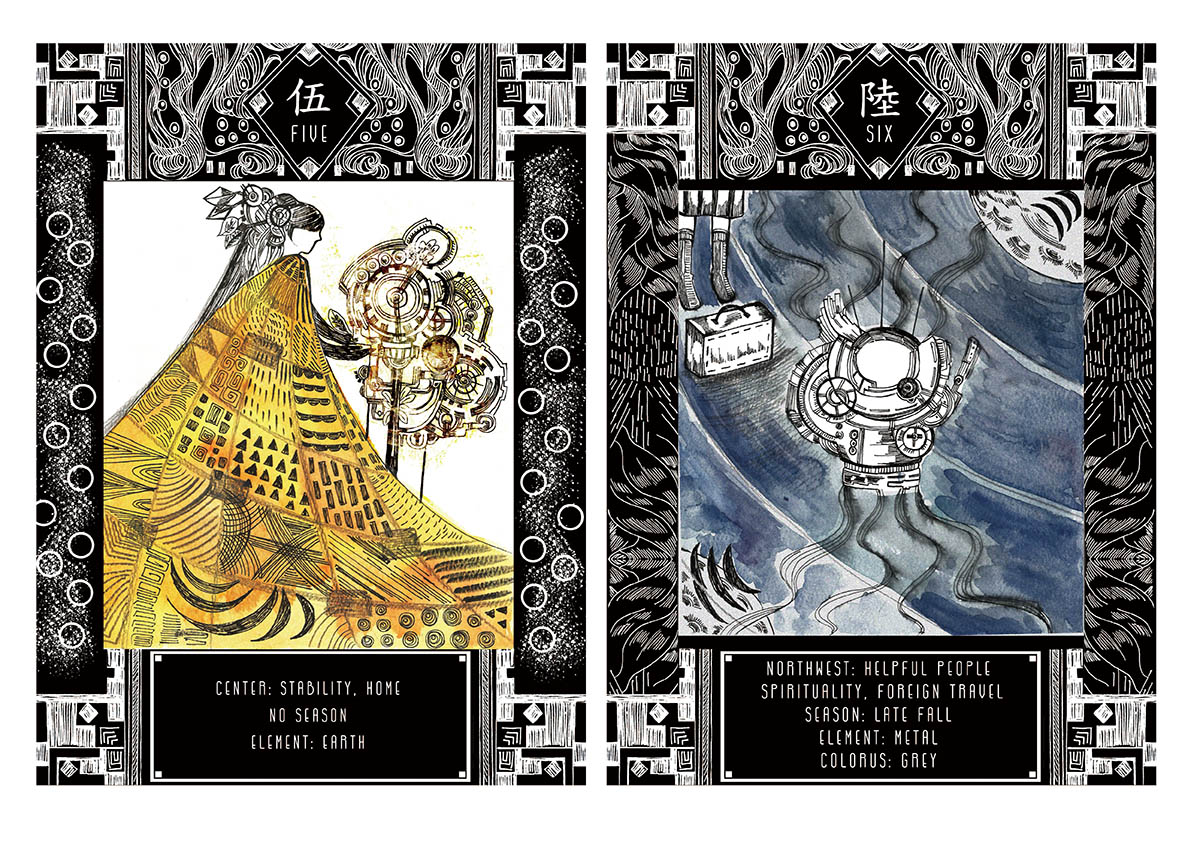 伍
FIVE
CENTER: STABILITY, HOME
NO SEASON
ELEMENT: EARTH
陸
SIX
NORTHWEST: HELPFUL PEOPLE
SPIRITUALITY, FOREIGN TRAVEL
SEASON: LATE FALL
ELEMENT: METAL
COLORUS: GREY